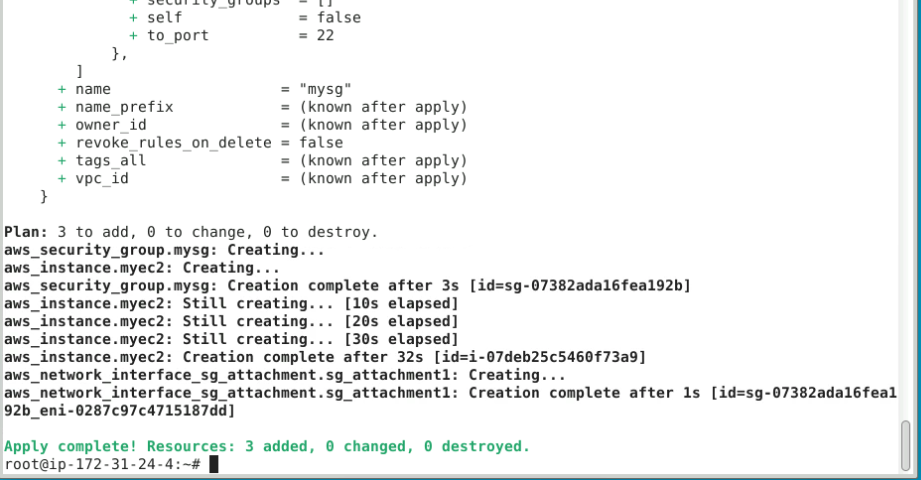 + security_groups = []
+ self = false
+ to_port = 22
},
]
+ name = "mysg"
+ name_prefix = (known after apply)
+ owner_id = (known after apply)
+ revoke_rules_on_delete = false
+ tags_all = (known after apply)
+ vpc_id = (known after apply)
}
Plan: 3 to add, 0 to change, 0 to destroy.
aws_security_group.mysg: Creating...
aws_instance.myec2: Creating...
aws_security_group.mysg: Creation complete after 3s [id=sg-07382ada16fea192b]
aws_instance.myec2: Still creating... [10s elapsed]
aws_instance.myec2: Still creating... [20s elapsed]
aws_instance.myec2: Still creating... [30s elapsed]
aws_instance.myec2: Creation complete after 32s [id=i-07deb25c5460f73a9]
aws_network_interface_sg_attachment.sg_attachment1: Creating...
aws_network_interface_sg_attachment.sg_attachment1: Creation complete after 1s [id=sg-07382ada16fea1
92b_eni-0287c97c4715187dd]
Apply complete! Resources: 3 added, 0 changed, 0 destroyed.
root@ip-172-31-24-4:~#